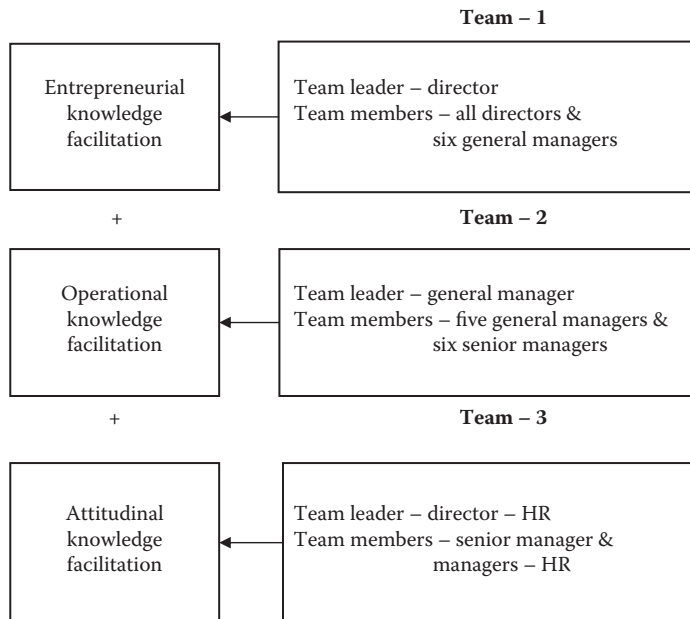 Team – 1
Entrepreneurial
knowledge
facilitation
Team leader – director
Team members – all directors &
six general managers
+
Team – 2
Operational
knowledge
facilitation
Team leader – general manager
Team members – five general managers &
six senior managers
+
Team – 3
Attitudinal
knowledge
facilitation
Team leader – director – HR
Team members – senior manager &
managers – HR